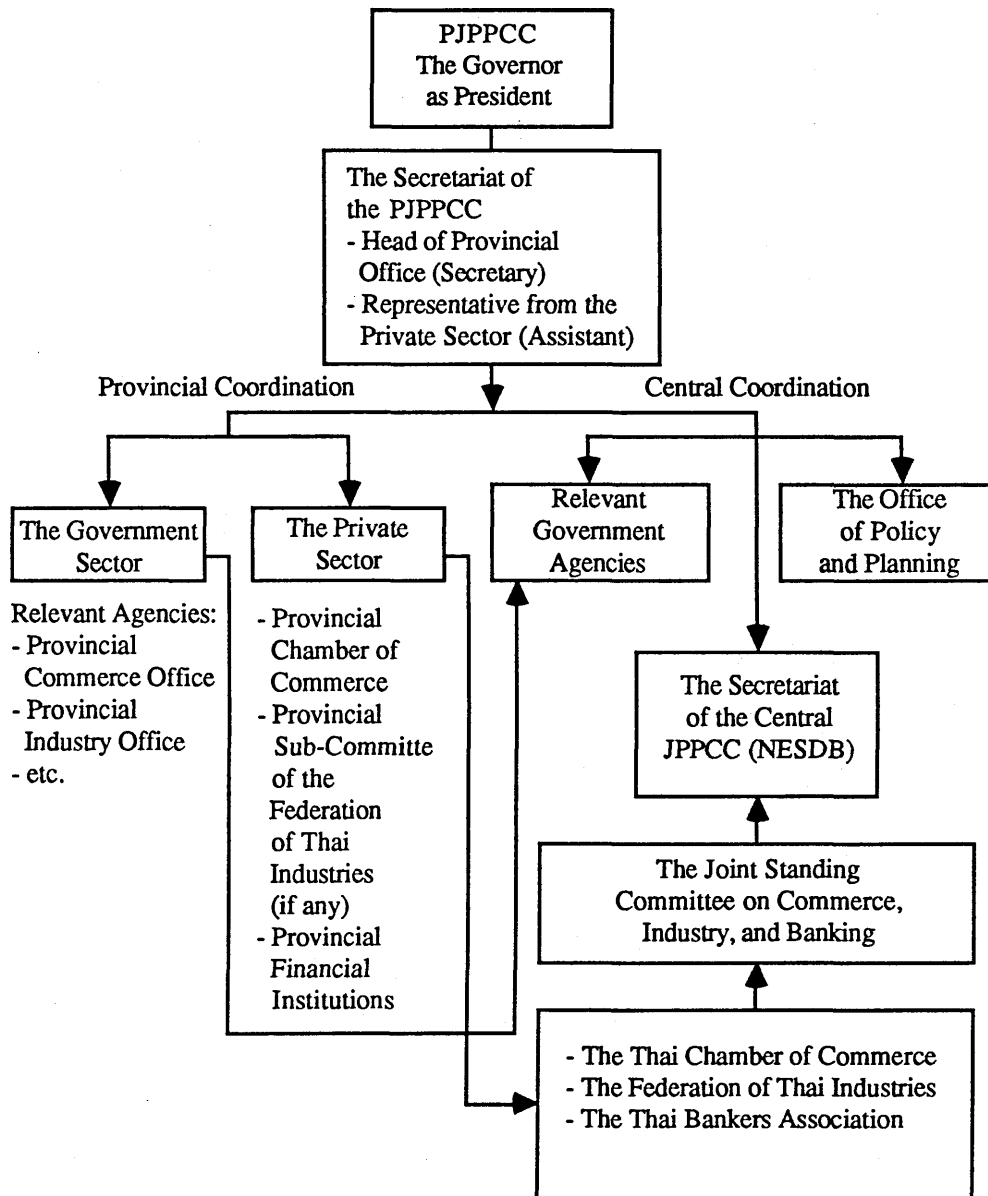 PJPPCC
The Governor
as President
The Secretariat of
the PJPPCC
- Head of Provincial
Office (Secretary)
- Representative from the
Private Sector (Assistant)
Provincial Coordination
Central Coordination
The Government
Sector
The Private
Sector
Relevant
Government
Agencies
The Office
of Policy
and Planning
Relevant Agencies:
- Provincial
Commerce Office
- Provincial
Industry Office
- etc.
- Provincial
Chamber of
Commerce
- Provincial
Sub-Committe
of the
Federation
of Thai
Industries
(if any)
- Provincial
Financial
Institutions
The Secretariat
of the Central
JPPCC (NESDB)
The Joint Standing
Committee on Commerce,
Industry, and Banking
- The Thai Chamber of Commerce
- The Federation of Thai Industries
- The Thai Bankers Association